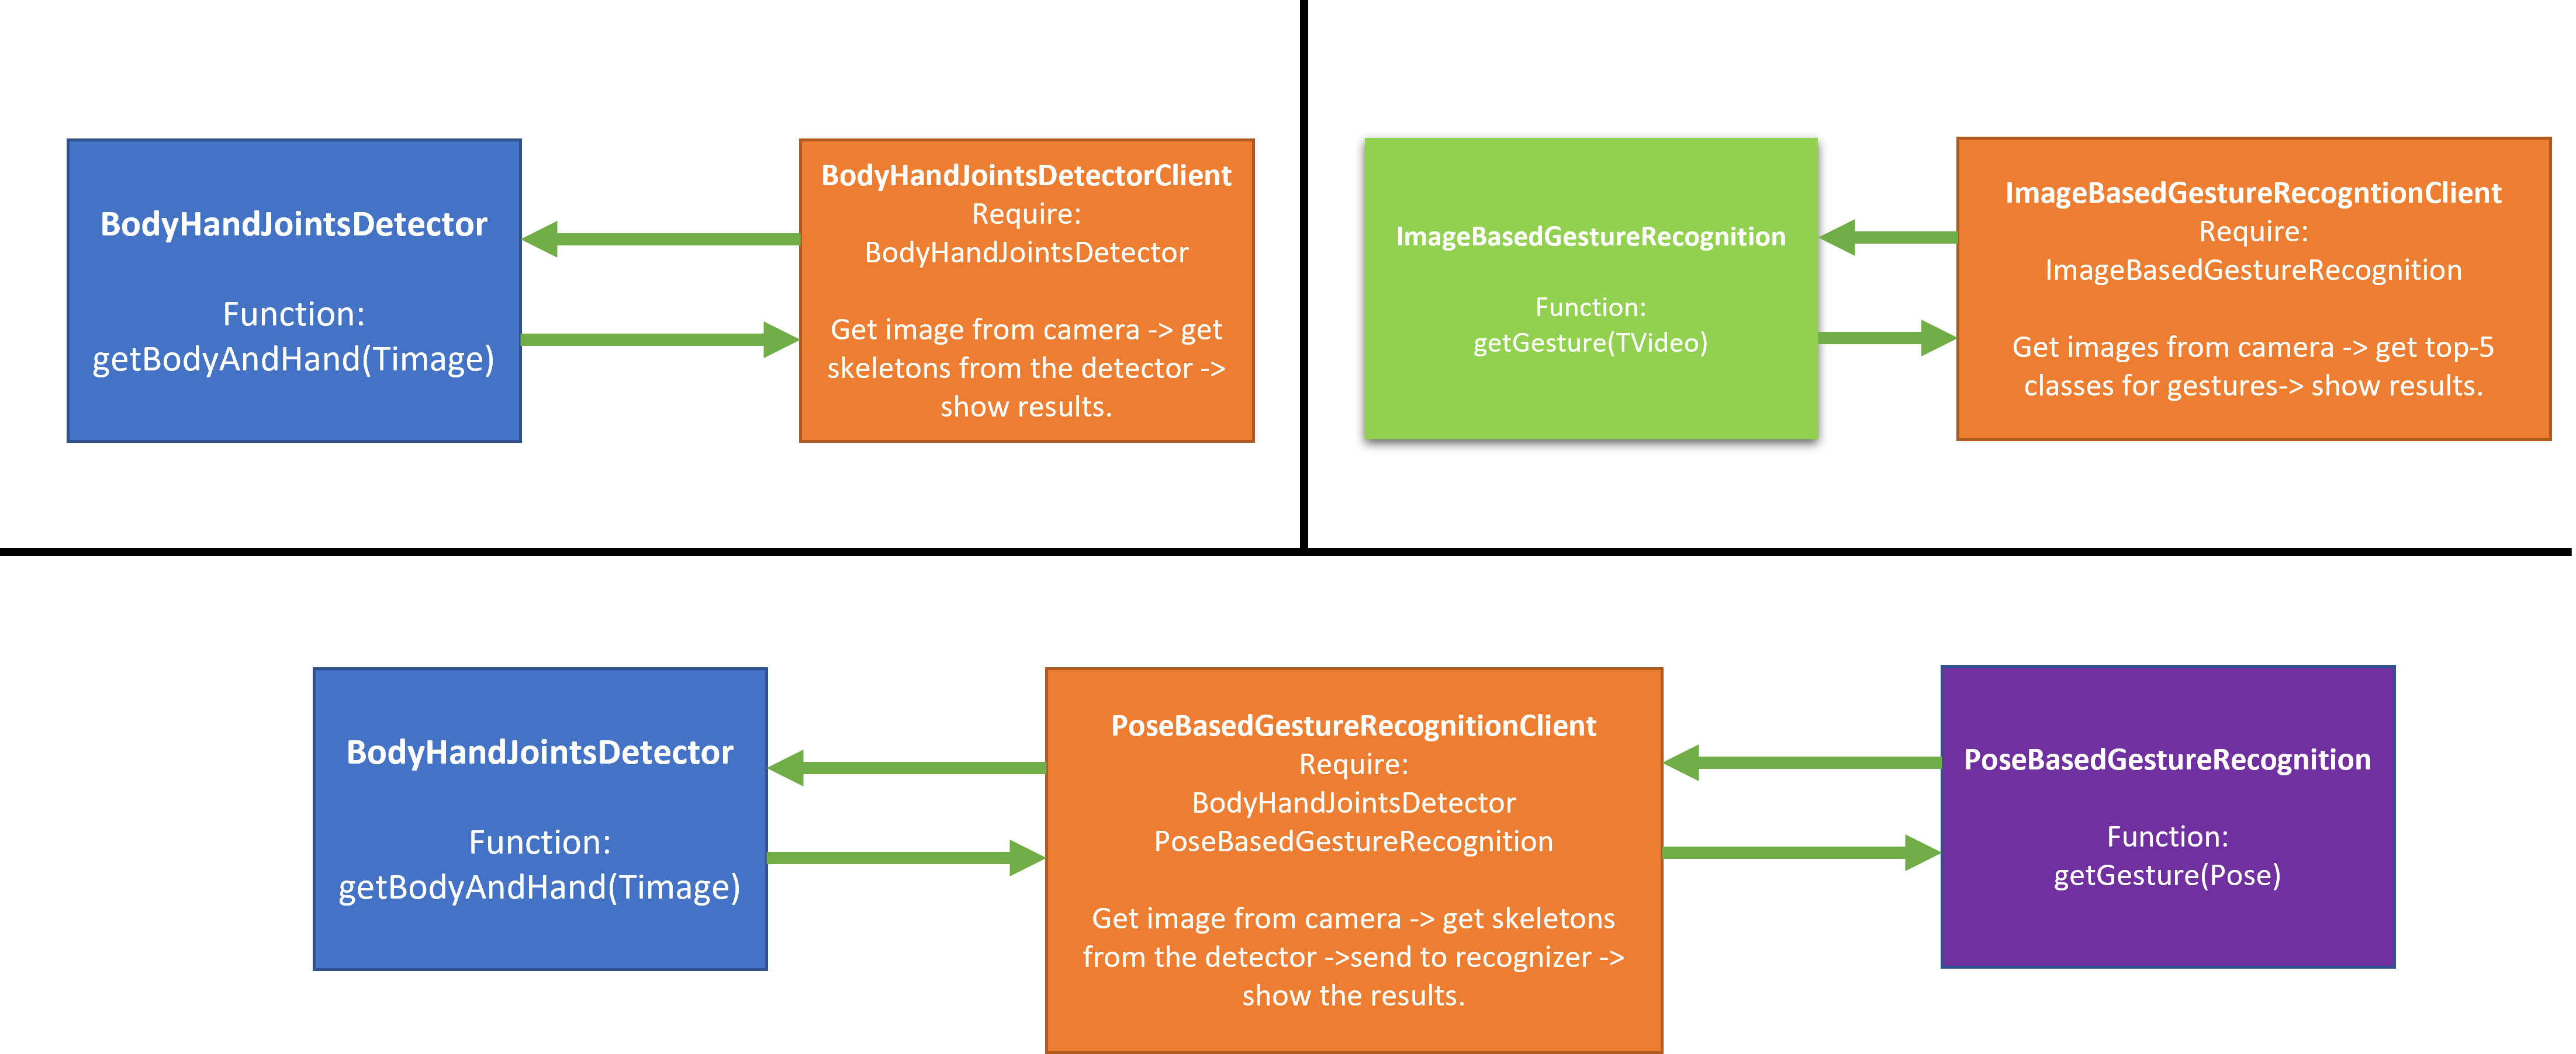 BodyHandJointsDetector
Function:
getBodyAndHand(Timage)
BodyHandJointsDetectorClient
Require:
BodyHandJointsDetector
Get image from camera -> get
skeletons from the detector ->
show results.
ImageBasedGestureRecognition
Function:
getGesture(TVideo)
ImageBasedGestureRecogntionClient
Require:
ImageBasedGestureRecognition
Get images from camera -> get top-5
classes for gestures-> show results.
BodyHandJointsDetector
Function:
getBodyAndHand(Timage)
PoseBasedGestureRecognitionClient
Require:
BodyHandJointsDetector
PoseBasedGestureRecognition
Get image from camera -> get skeletons
from the detector ->send to recognizer ->
show the results.
PoseBasedGestureRecognition
Function:
getGesture(Pose)